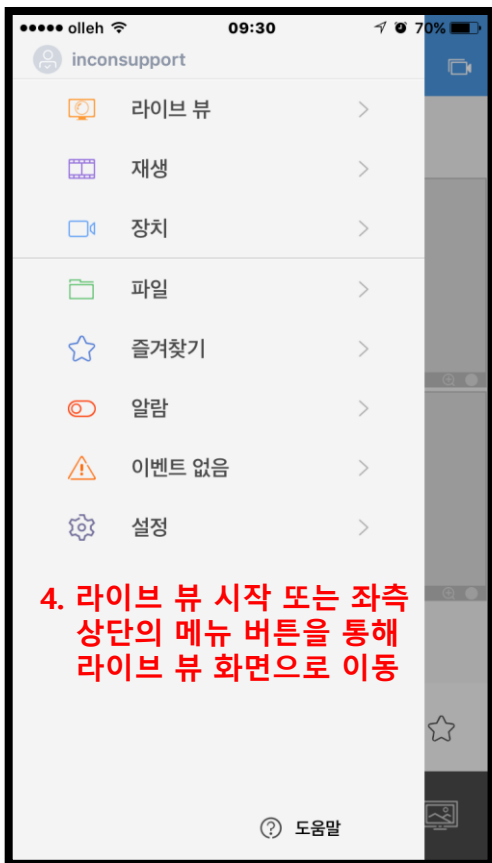 olleh 09:30 70%
inconsupport
라이브 뷰
재생
장치
파일
즐겨찾기
알람
이벤트 없음
설정
4. 라이브 뷰 시작 또는 좌측
상단의 메뉴 버튼을 통해
라이브 뷰 화면으로 이동
도움말